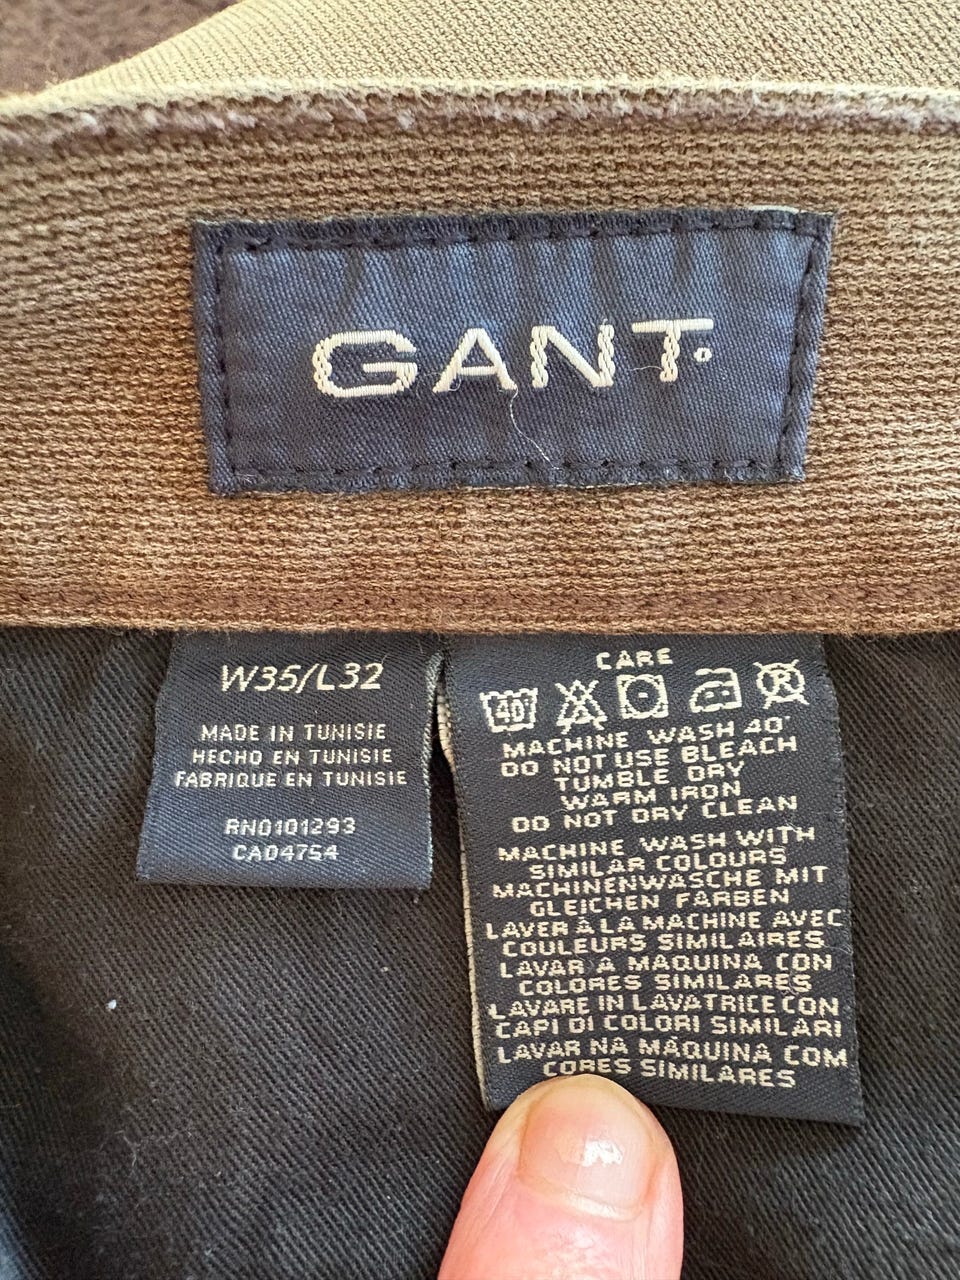 GANT
W35/L32
MADE IN TUNISIE
HECHO EN TUNISIE
FABRIQUE EN TUNISIE
RN0101293
CA04754
CARE
40°
MACHINE WASH 40°
DO NOT USE BLEACH
TUMBLE DRY
WARM IRON
DO NOT DRY CLEAN
MACHINE WASH WITH
SIMILAR COLOURS
MACHINENWASCHE MIT
GLEICHEN FARBEN
LAVER À LA MACHINE AVEC
COULEURS SIMILAIRES
LAVAR A MAQUINA CON
COLORES SIMILARES
LAVARE IN LAVATRICE CON
CAPI DI COLORI SIMILARI
LAVAR NA MÁQUINA COM
CORES SIMILARES